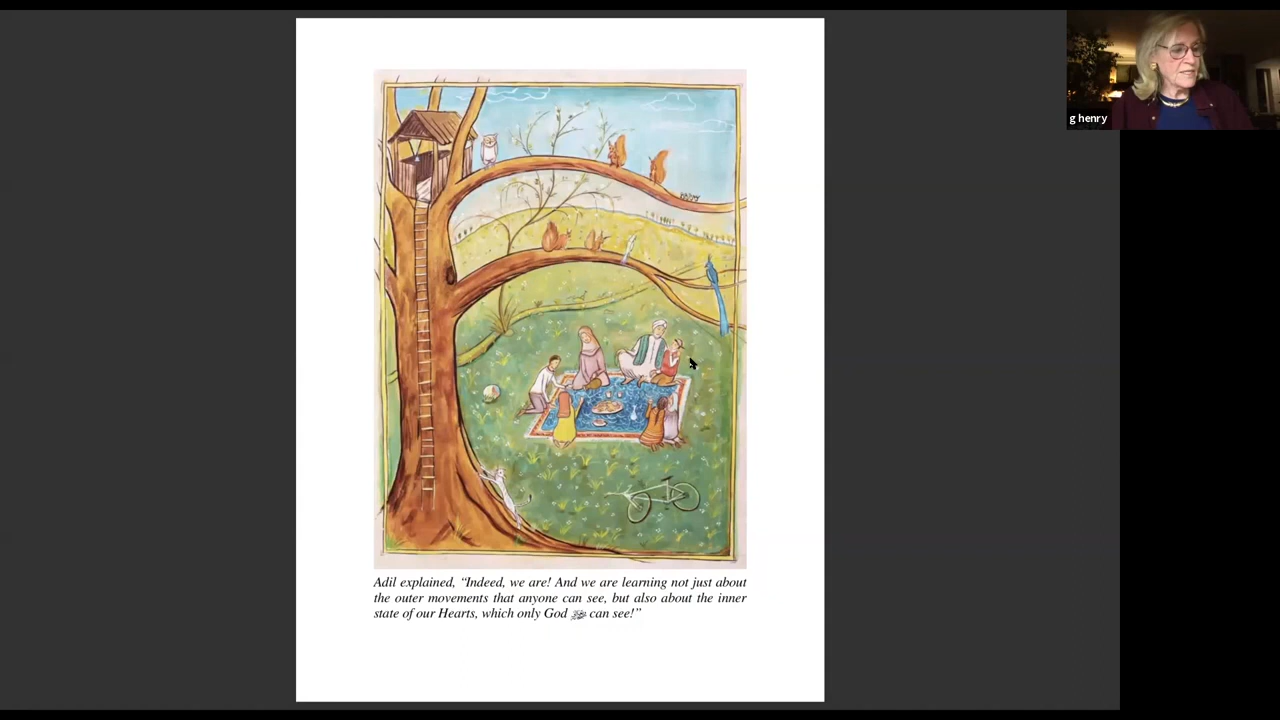 g henry
Adil explained, “Indeed, we are! And we are learning not just about
the outer movements that anyone can see, but also about the inner
state of our Hearts, which only God can see!”